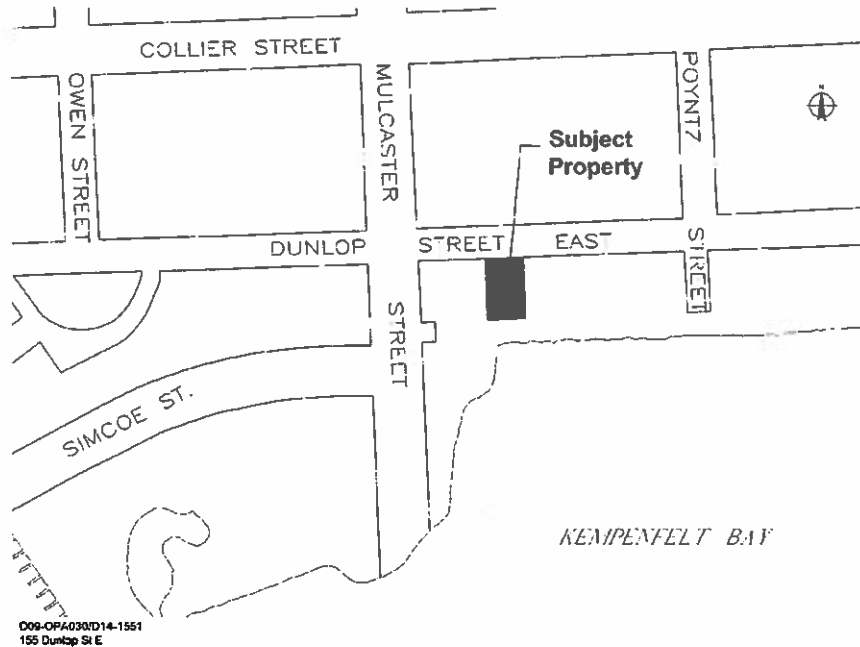 COLLIER STREET
OWEN STREET
MULCASTER STREET
POYNTZ STREET
N
Subject
Property
DUNLOP STREET EAST
SIMCOE ST.
KEMPENFELT BAY
D09-OPA030/D14-1551
155 Dunlop St E